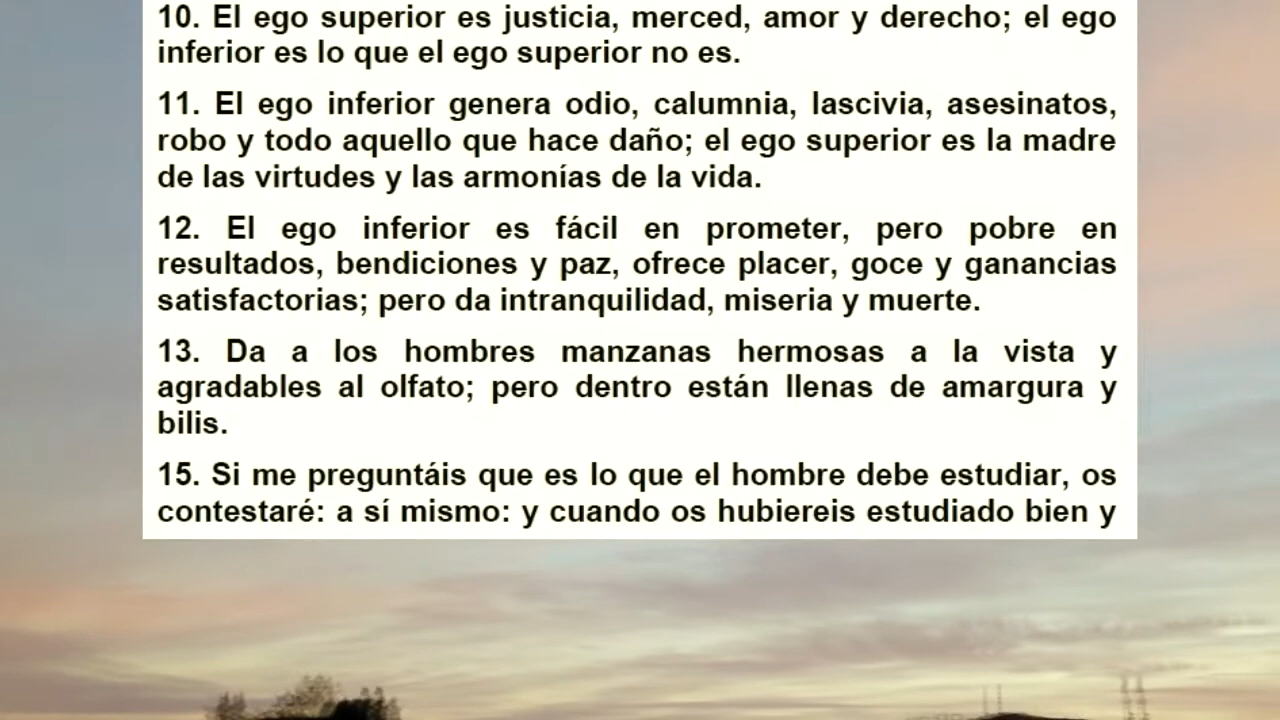 10. El ego superior es justicia, merced, amor y derecho; el ego
inferior es lo que el ego superior no es.
11. El ego inferior genera odio, calumnia, lascivia, asesinatos,
robo y todo aquello que hace daño; el ego superior es la madre
de las virtudes y las armonías de la vida.
12. El ego inferior es fácil en prometer, pero pobre en
resultados, bendiciones y paz, ofrece placer, goce y ganancias
satisfactorias; pero da intranquilidad, miseria y muerte.
13. Da a los hombres manzanas hermosas a la vista y
agradables al olfato; pero dentro están llenas de amargura y
bilis.
15. Si me preguntáis que es lo que el hombre debe estudiar, os
contestaré: a sí mismo: y cuando os hubiereis estudiado bien y